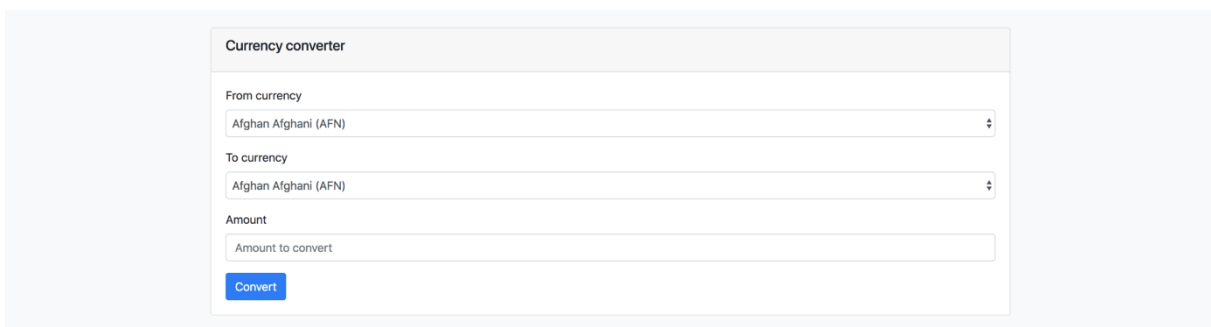 Currency converter
From currency
Afghan Afghani (AFN)
To currency
Afghan Afghani (AFN)
Amount
Amount to convert
Convert